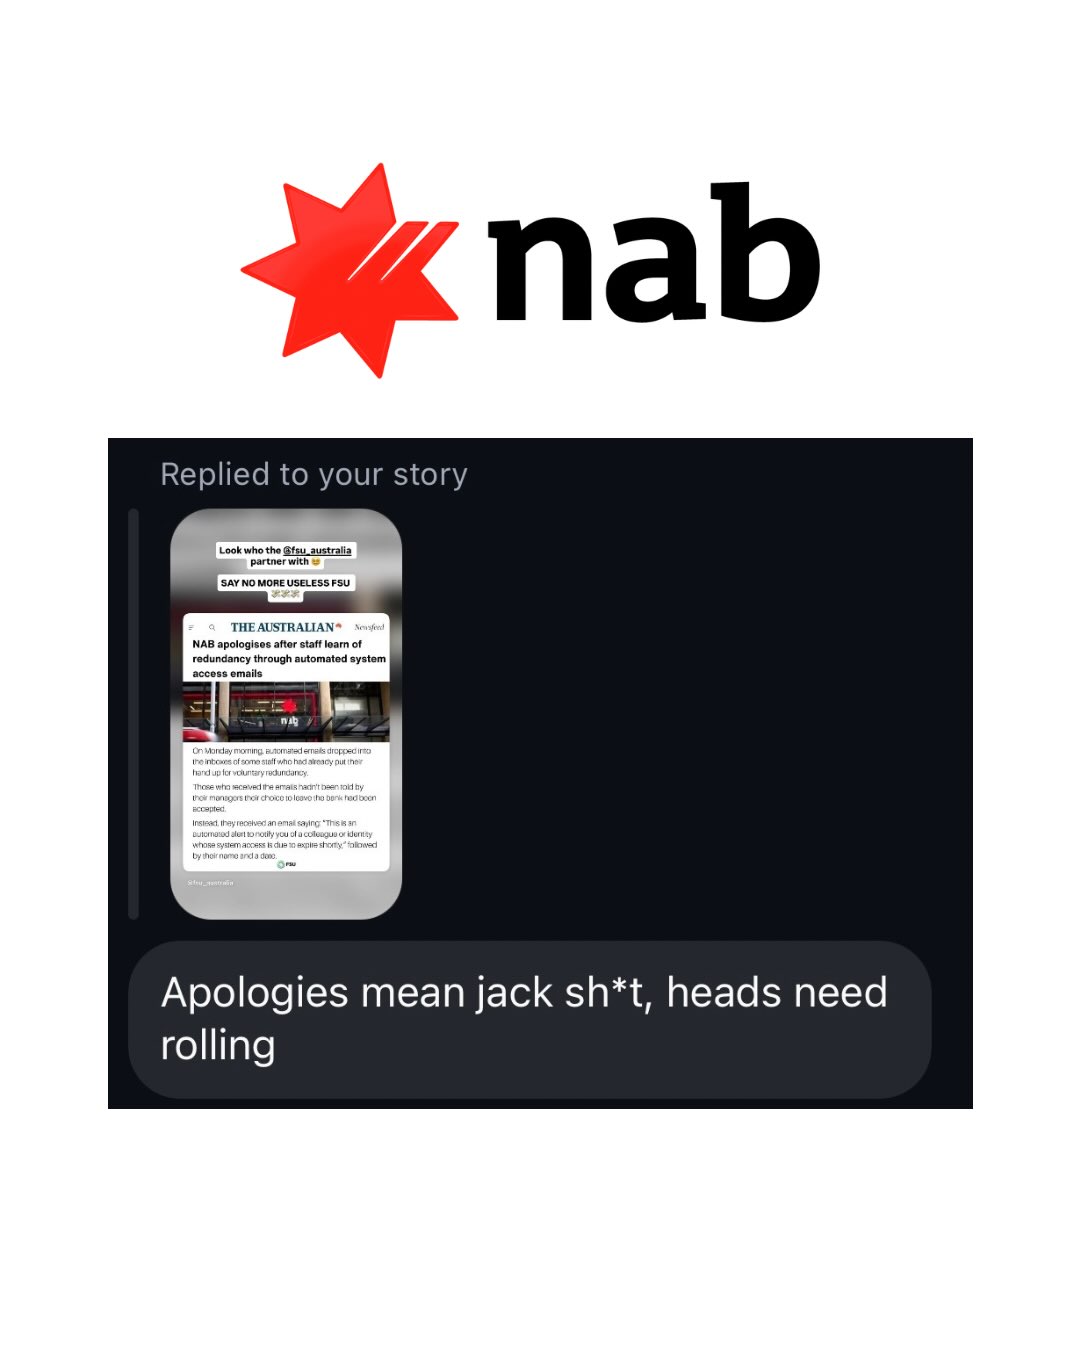 nab
Replied to your story
Look who the @fsu_australia
partner with
SAY NO MORE USELESS FSU
THE AUSTRALIAN
Newsfeed
NAB apologises after staff learn of
redundancy through automated system
access emails
nab
On Monday morning, automated emails dropped into
the inboxes of some staff who had already put their
hand up for voluntary redundancy.
Those who received the emails hadn't been told by
their managers their choice to leave the bank had been
accepted.
Instead, they received an email saying: "This is an
automated alert to notify you of a colleague or identity
whose system access is due to expire shortly," followed
by their name and a date.
FSU
@fsu_australia
Apologies mean jack sh*t, heads need
rolling